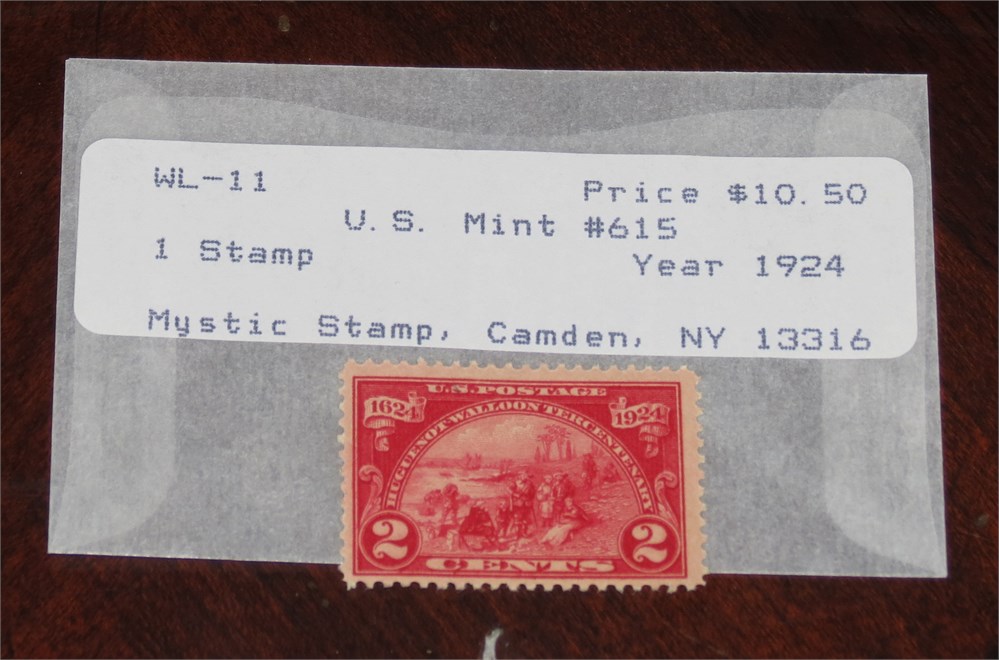 WL-11
Price $10.50
U.S. Mint #615
1 Stamp
Year 1924
Mystic Stamp, Camden, NY 13316
U.S. POSTAGE
1624
1924
HUGUENOT-WALLOON TERCENTENARY
2
2
CENTS